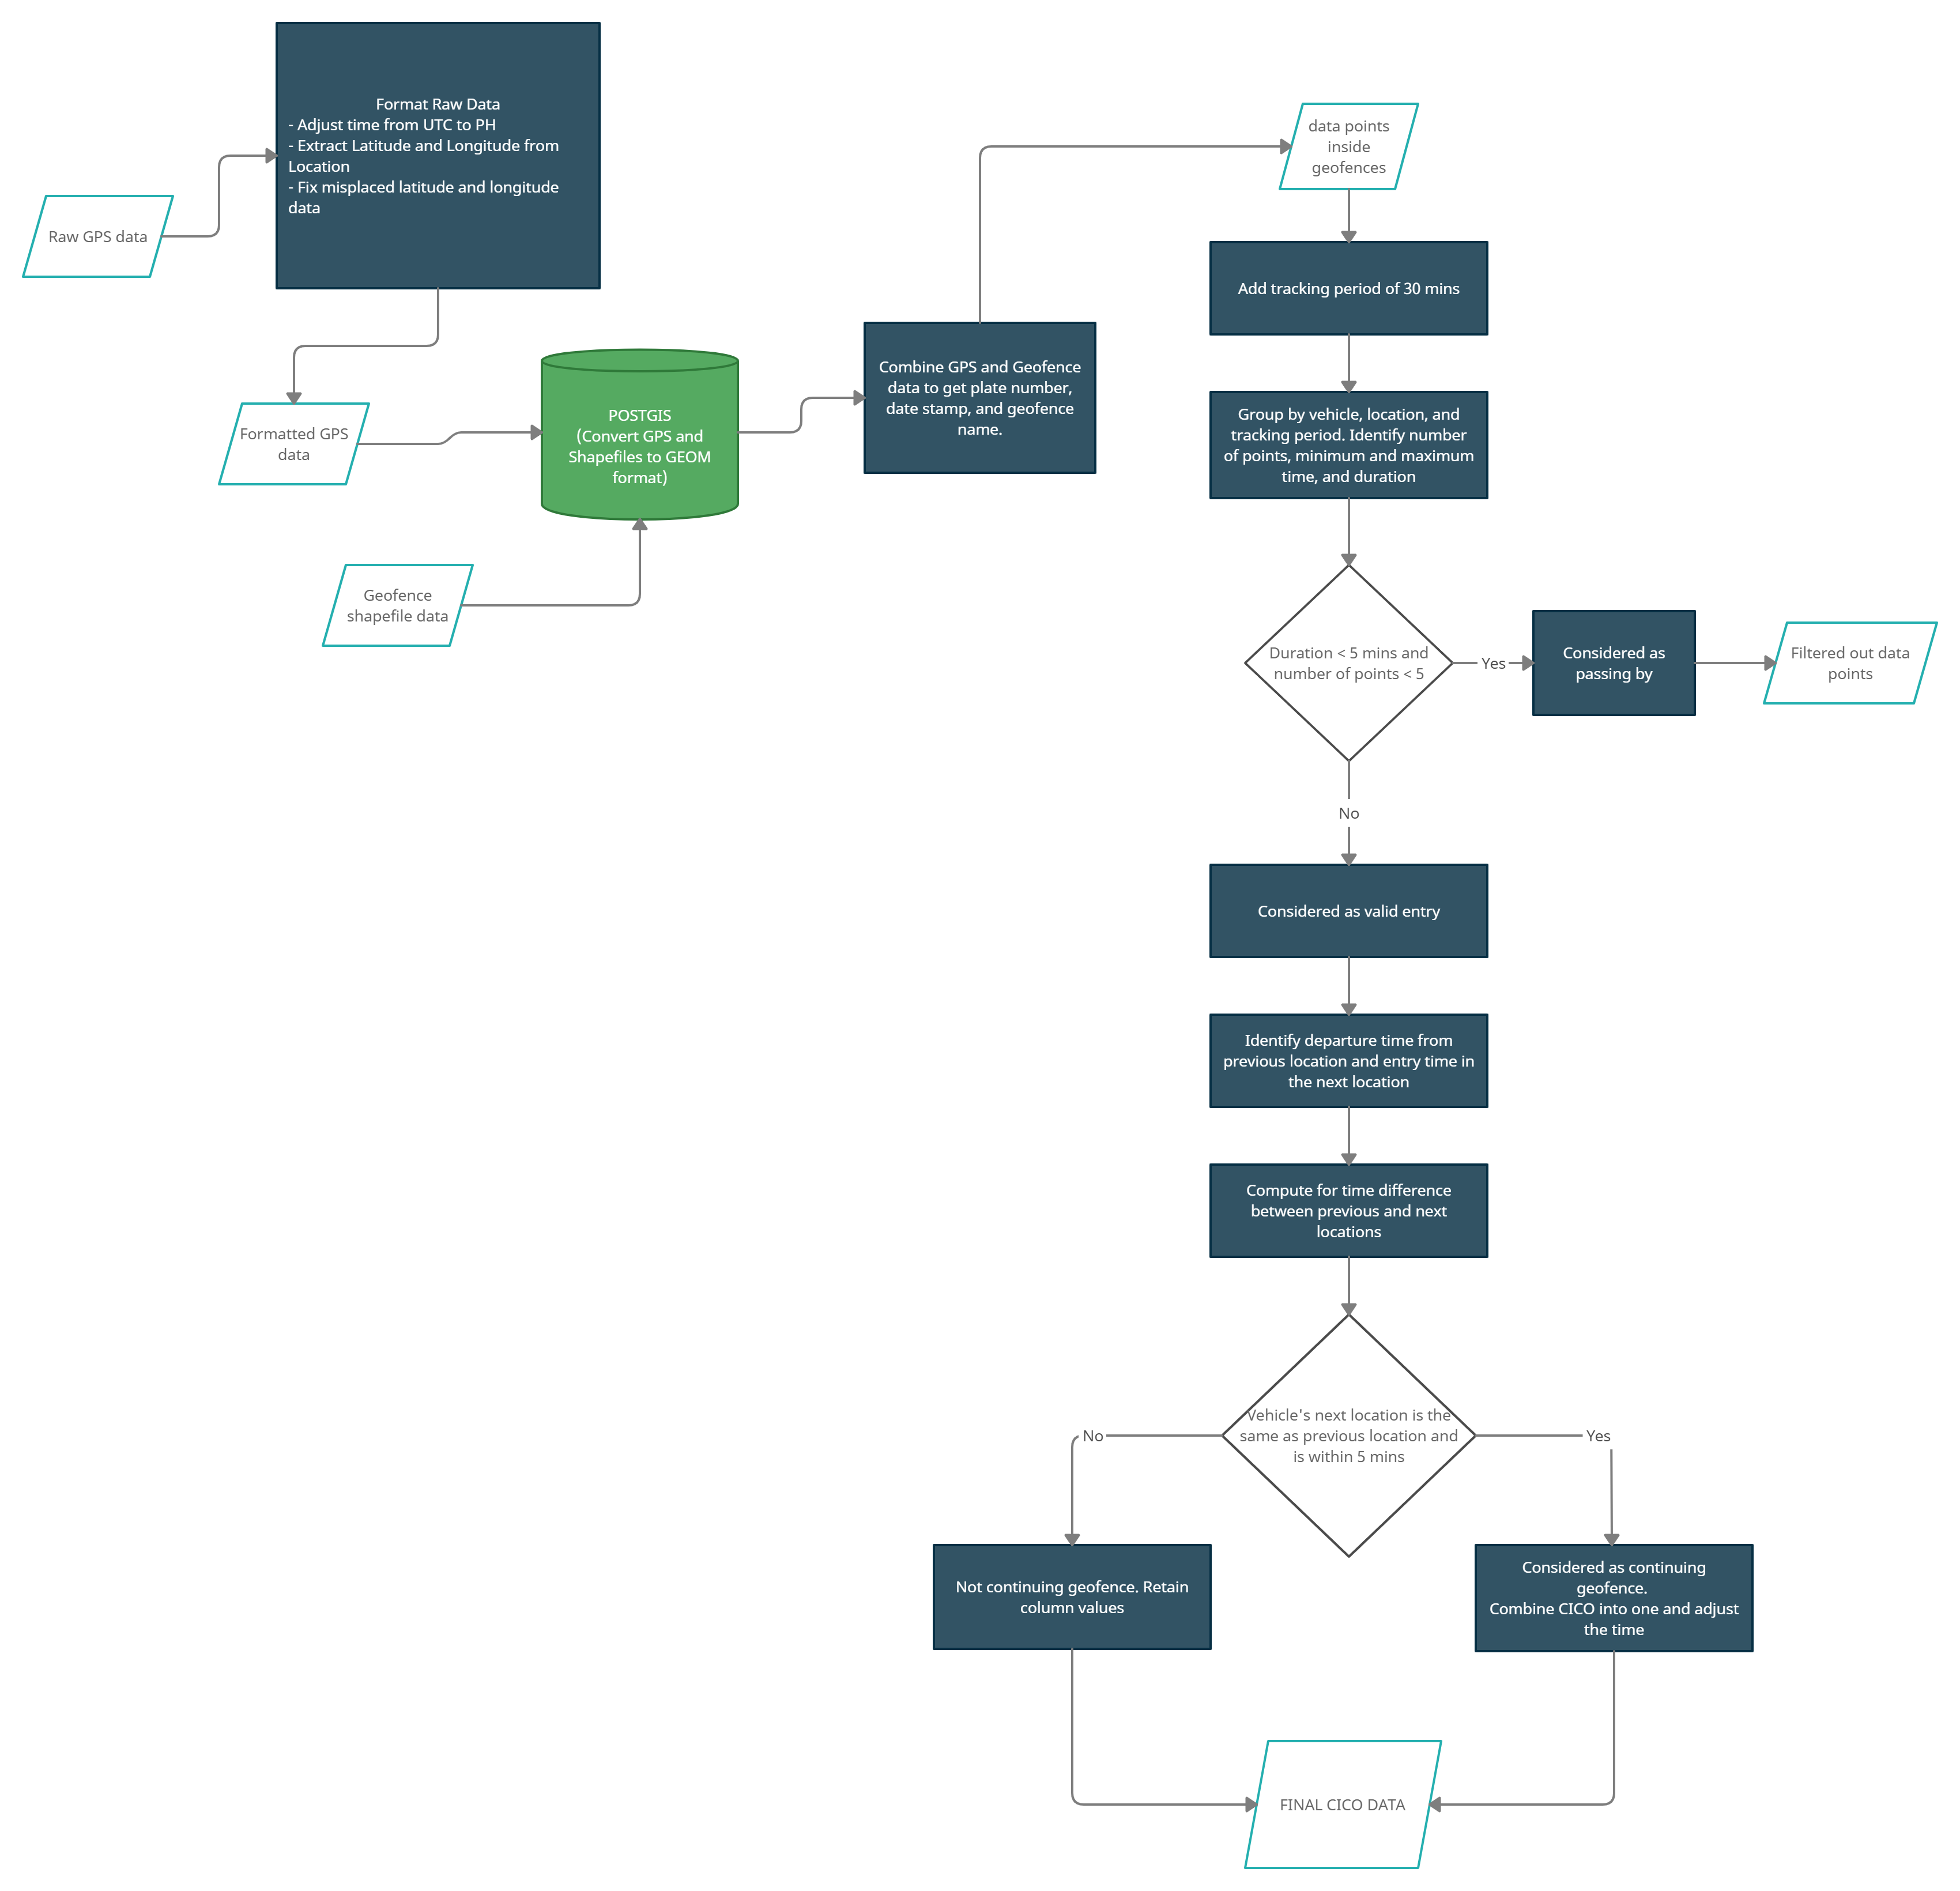 Format Raw Data
- Adjust time from UTC to PH
- Extract Latitude and Longitude from
Location
- Fix misplaced latitude and longitude
data
Raw GPS data
Formatted GPS
data
POSTGIS
(Convert GPS and
Shapefiles to GEOM
format)
Geofence
shapefile data
Combine GPS and Geofence
data to get plate number,
date stamp, and geofence
name.
data points
inside
geofences
Add tracking period of 30 mins
Group by vehicle, location, and
tracking period. Identify number
of points, minimum and maximum
time, and duration
Duration < 5 mins and
number of points < 5
Yes
Considered as
passing by
Filtered out data
points
No
Considered as valid entry
Identify departure time from
previous location and entry time in
the next location
Compute for time difference
between previous and next
locations
Vehicle's next location is the
same as previous location and
is within 5 mins
No
Yes
Not continuing geofence. Retain
column values
Considered as continuing
geofence.
Combine CICO into one and adjust
the time
FINAL CICO DATA